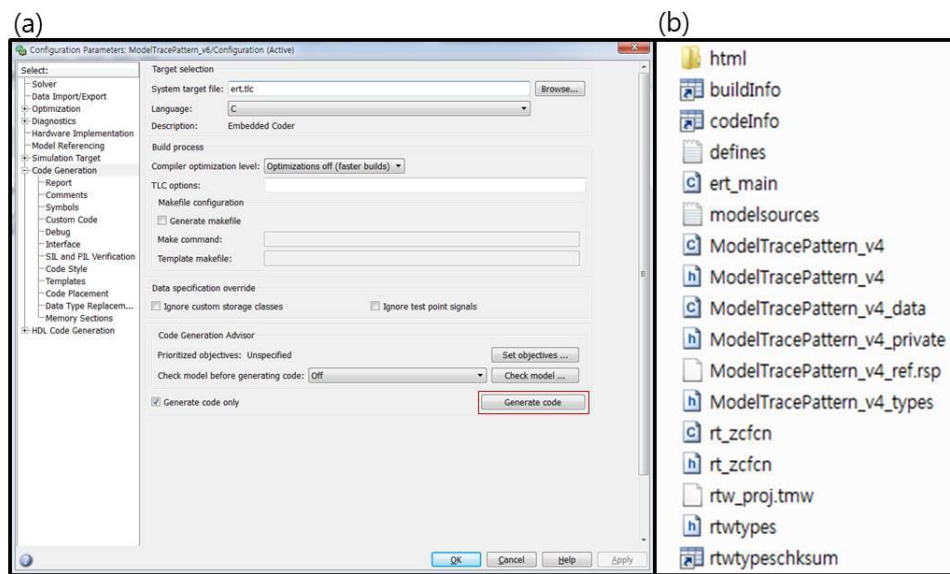 (a)
(b)
Configuration Parameters: ModelTracePattern_v6/Configuration (Active)
Select:
Solver
Data Import/Export
Optimization
Diagnostics
Hardware Implementation
Model Referencing
Simulation Target
Code Generation
Report
Comments
Symbols
Custom Code
Debug
Interface
SIL and PIL Verification
Code Style
Templates
Code Placement
Data Type Replacem...
Memory Sections
HDL Code Generation
Target selection
System target file: ert.tlc Browse...
Language: C
Description: Embedded Coder
Build process
Compiler optimization level: Optimizations off (faster builds)
TLC options:
Makefile configuration
Generate makefile
Make command:
Template makefile:
Data specification override
Ignore custom storage classes Ignore test point signals
Code Generation Advisor
Prioritized objectives: Unspecified Set objectives ...
Check model before generating code: Off Check model ...
Generate code only Generate code
OK Cancel Help Apply
html
buildInfo
codeInfo
defines
ert_main
modelsources
ModelTracePattern_v4
ModelTracePattern_v4
ModelTracePattern_v4_data
ModelTracePattern_v4_private
ModelTracePattern_v4_ref.rsp
ModelTracePattern_v4_types
rt_zcfcn
rt_zcfcn
rtw_proj.tmw
rtwtypes
rtwtypeschksum